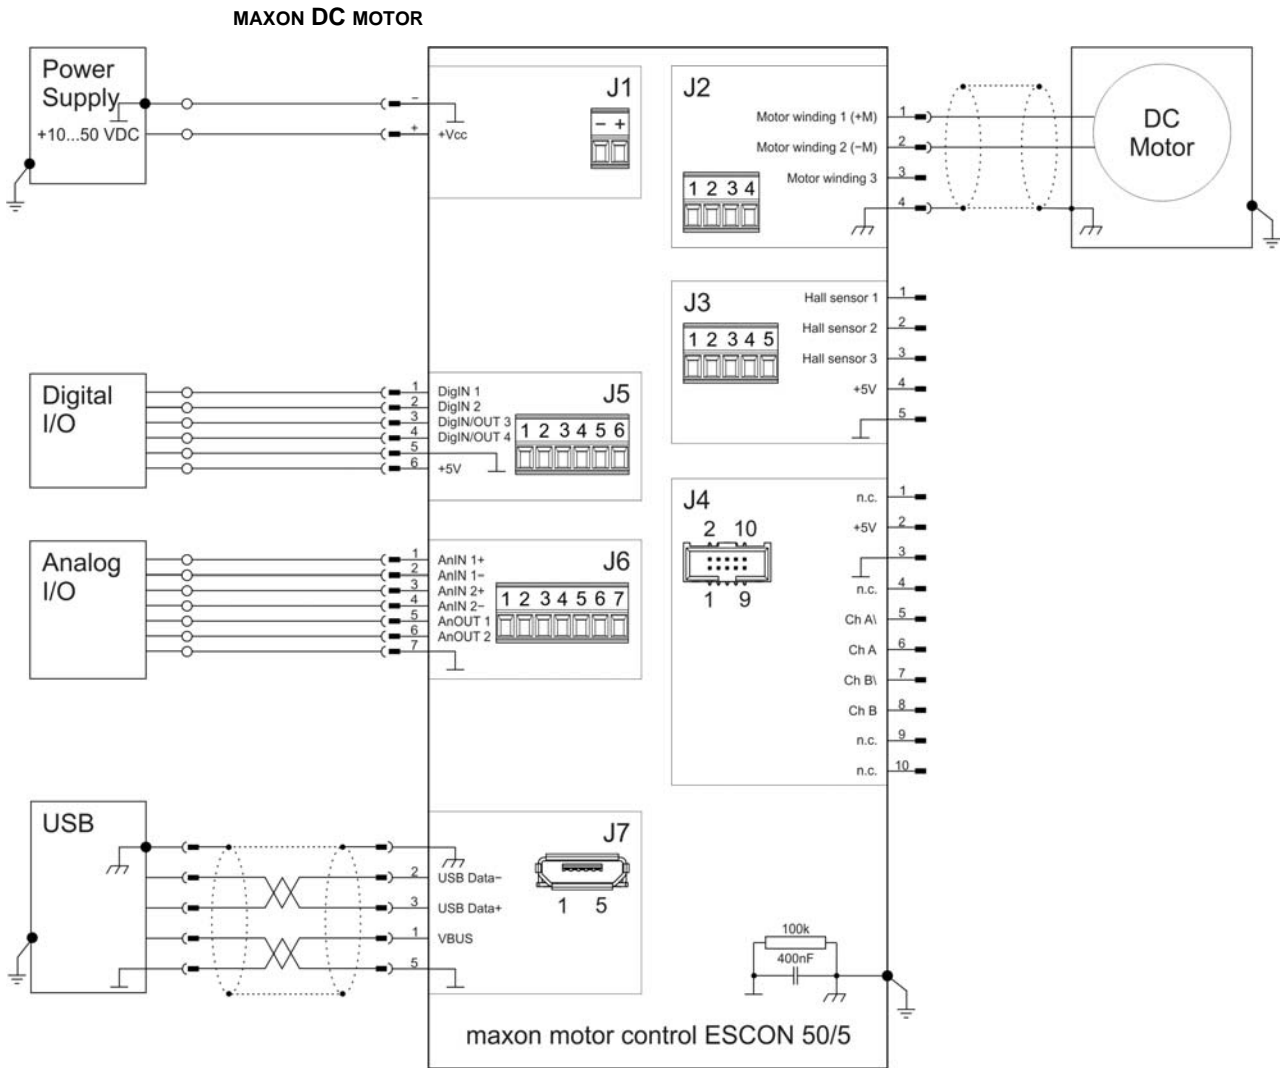 MAXON DC MOTOR
Power
Supply
+10...50 VDC
−
+
+Vcc
J1
− +
J2
1 2 3 4
Motor winding 1 (+M)
1
Motor winding 2 (−M)
2
Motor winding 3
3
4
DC
Motor
J3
1 2 3 4 5
Hall sensor 1
1
Hall sensor 2
2
Hall sensor 3
3
+5V
4
5
Digital
I/O
1
DigIN 1
2
DigIN 2
3
DigIN/OUT 3
4
DigIN/OUT 4
5
6
+5V
J5
1 2 3 4 5 6
J4
2 10
1 9
n.c.
1
+5V
2
3
n.c.
4
Ch A\
5
Ch A
6
Ch B\
7
Ch B
8
n.c.
9
n.c.
10
Analog
I/O
1
AnIN 1+
2
AnIN 1−
3
AnIN 2+
4
AnIN 2−
5
AnOUT 1
6
AnOUT 2
7
J6
1 2 3 4 5 6 7
USB
2
USB Data−
3
USB Data+
1
VBUS
5
J7
1 5
100k
400nF
maxon motor control ESCON 50/5